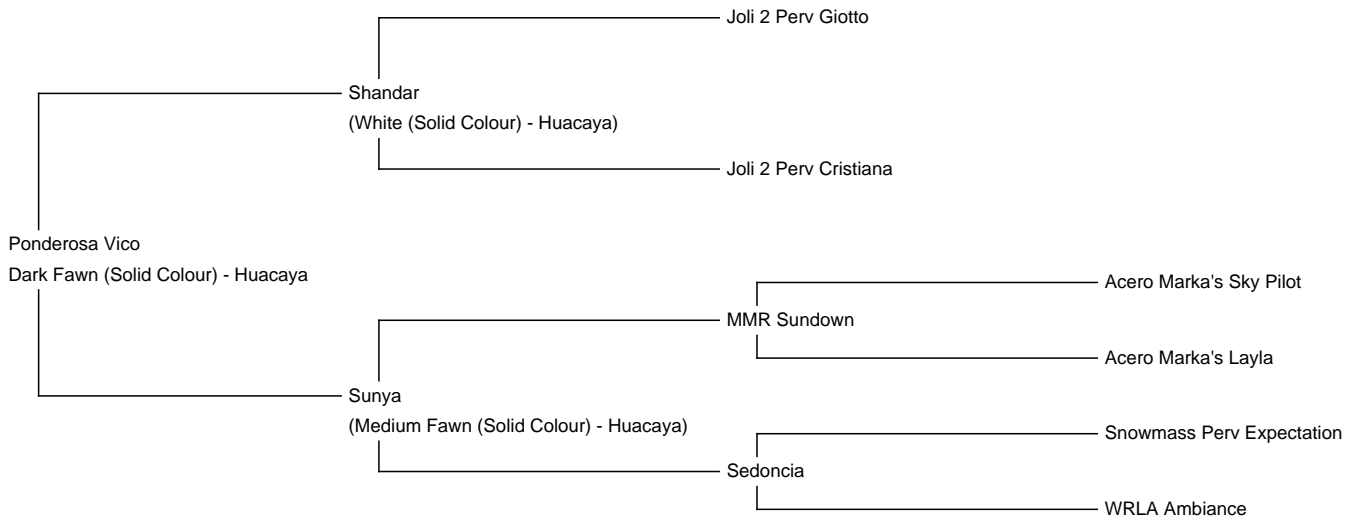 Joli 2 Perv Giotto
Shandar
(White (Solid Colour) - Huacaya)
Joli 2 Perv Cristiana
Ponderosa Vico
Dark Fawn (Solid Colour) - Huacaya
Acero Marka's Sky Pilot
MMR Sundown
Acero Marka's Layla
Sunya
(Medium Fawn (Solid Colour) - Huacaya)
Snowmass Perv Expectation
Sedoncia
WRLA Ambiance